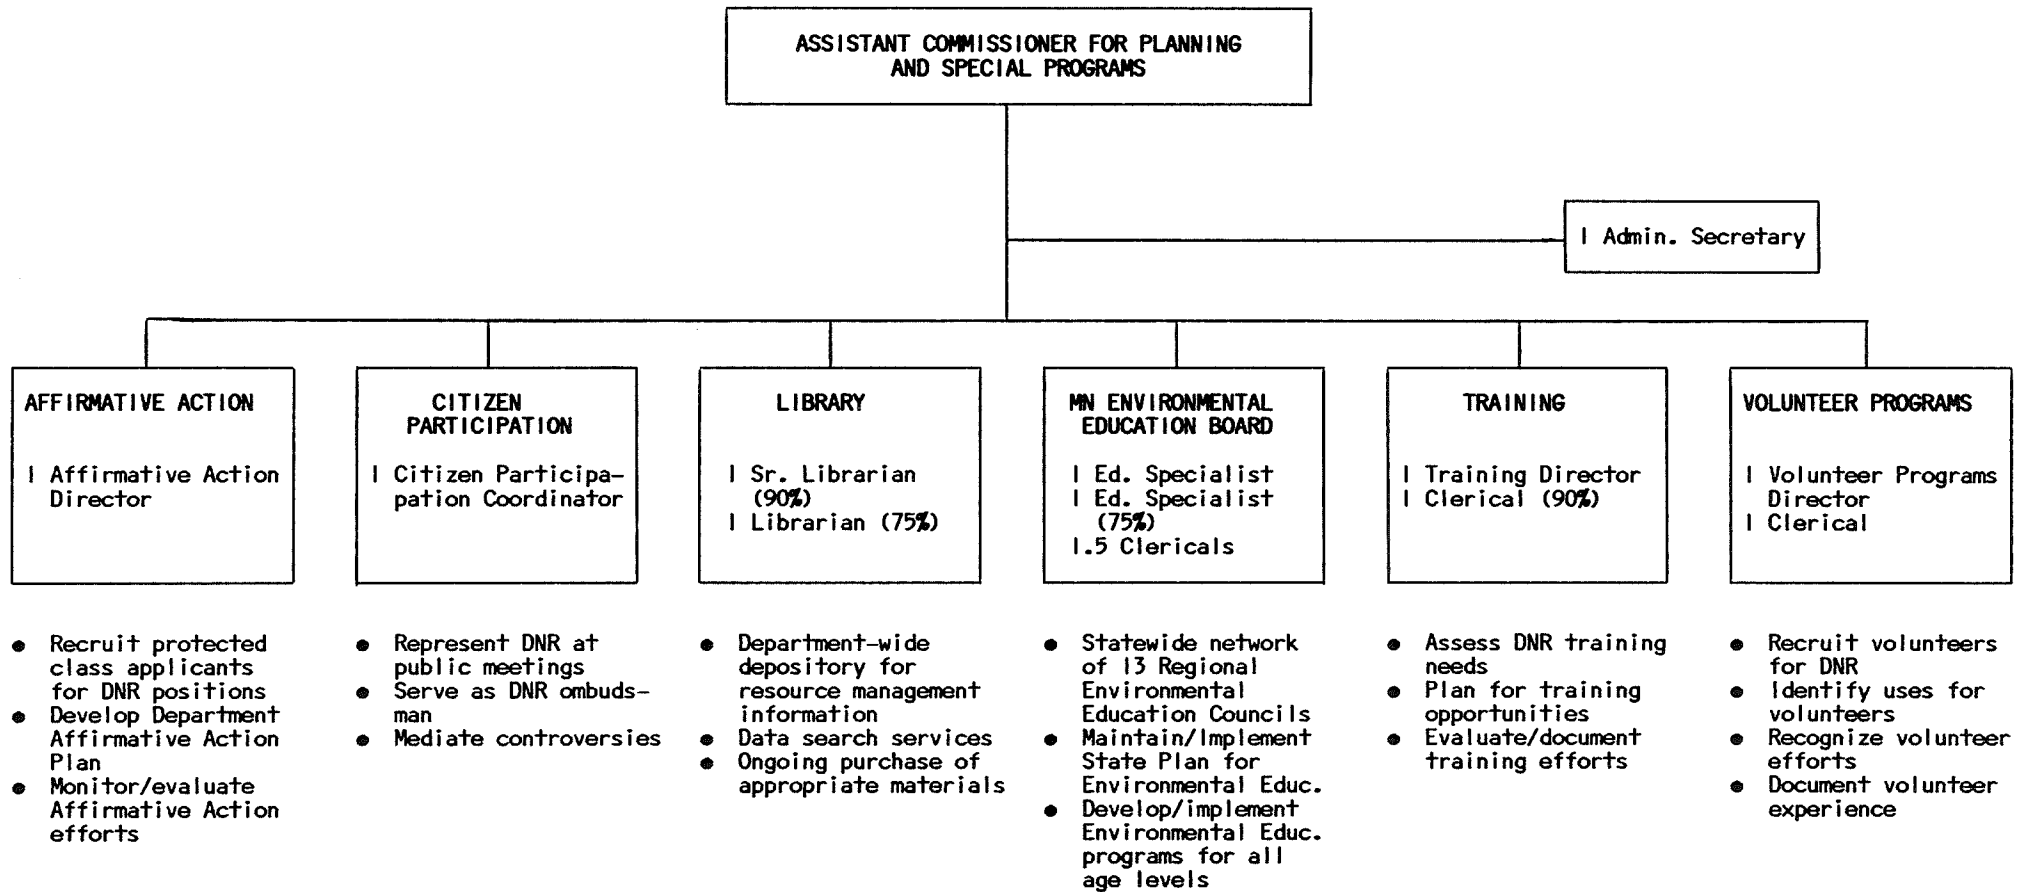 ASSISTANT COMMISSIONER FOR PLANNING
AND SPECIAL PROGRAMS
1 Admin. Secretary
AFFIRMATIVE ACTION
1 Affirmative Action
Director
CITIZEN
PARTICIPATION
1 Citizen Participa-
pation Coordinator
LIBRARY
1 Sr. Librarian
(90%)
1 Librarian (75%)
MN ENVIRONMENTAL
EDUCATION BOARD
1 Ed. Specialist
1 Ed. Specialist
(75%)
1.5 Clericals
TRAINING
1 Training Director
1 Clerical (90%)
VOLUNTEER PROGRAMS
1 Volunteer Programs
Director
1 Clerical
● Recruit protected
class applicants
for DNR positions
● Develop Department
Affirmative Action
Plan
● Monitor/evaluate
Affirmative Action
efforts
● Represent DNR at
public meetings
● Serve as DNR ombuds-
man
● Mediate controversies
● Department-wide
depository for
resource management
information
● Data search services
● Ongoing purchase of
appropriate materials
● Statewide network
of 13 Regional
Environmental
Education Councils
● Maintain/Implement
State Plan for
Environmental Educ.
● Develop/implement
Environmental Educ.
programs for all
age levels
● Assess DNR training
needs
● Plan for training
opportunities
● Evaluate/document
training efforts
● Recruit volunteers
for DNR
● Identify uses for
volunteers
● Recognize volunteer
efforts
● Document volunteer
experience